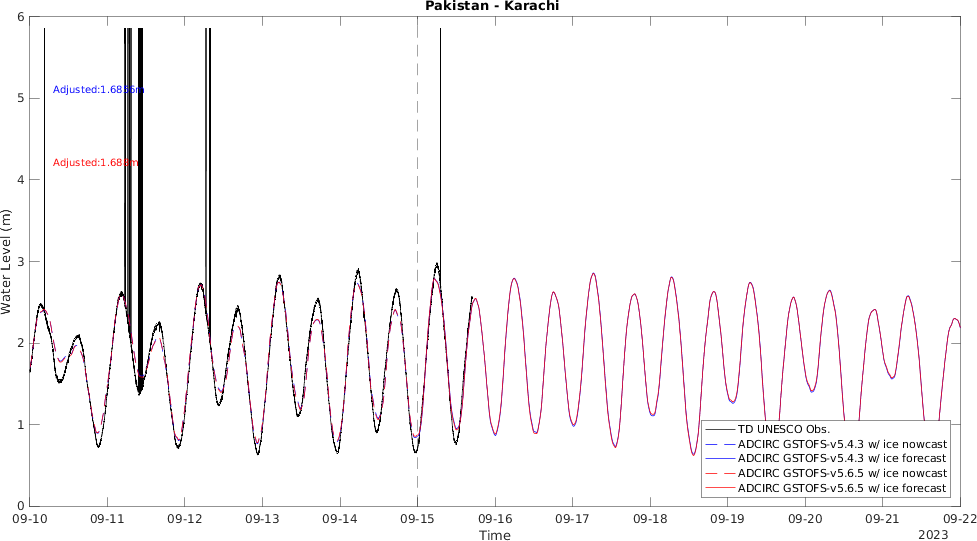 Pakistan - Karachi
6
5
4
3
2
1
0
Water Level (m)
Adjusted:1.6856m
Adjusted:1.686m
TD UNESCO Obs.
ADCIRC GSTOFS-v5.4.3 w/ ice nowcast
ADCIRC GSTOFS-v5.4.3 w/ ice forecast
ADCIRC GSTOFS-v5.6.5 w/ ice nowcast
ADCIRC GSTOFS-v5.6.5 w/ ice forecast
09-10 09-11 09-12 09-13 09-14 09-15 09-16 09-17 09-18 09-19 09-20 09-21 09-22
Time
2023